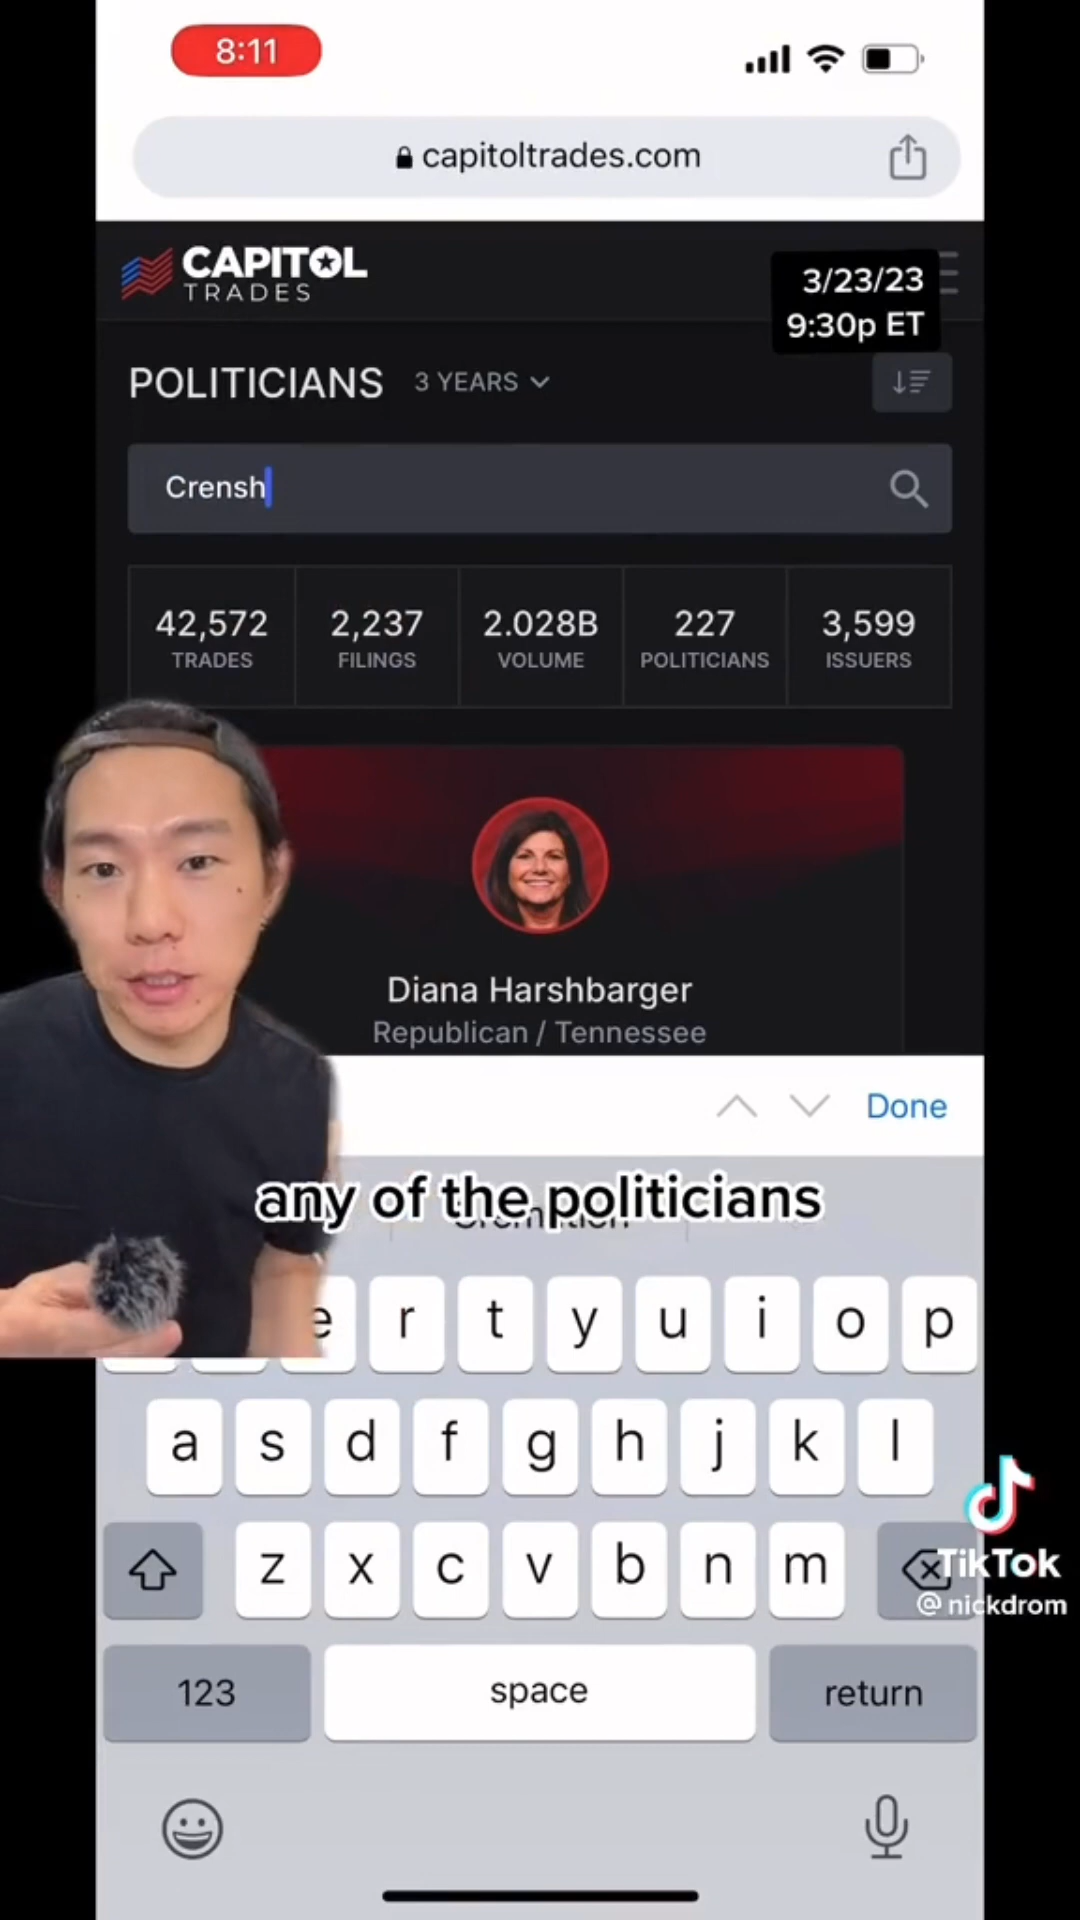 8:11
capitoltrades.com
CAPITOL
TRADES
3/23/23
9:30p ET
POLITICIANS 3 YEARS
Crensh
42,572 2,237 2.028B 227 3,599
TRADES FILINGS VOLUME POLITICIANS ISSUERS
Diana Harshbarger
Republican / Tennessee
Done
any of the politicians
e r t y u i o p
a s d f g h j k l
z x c v b n m
TikTok
@nickdrom
123 space return